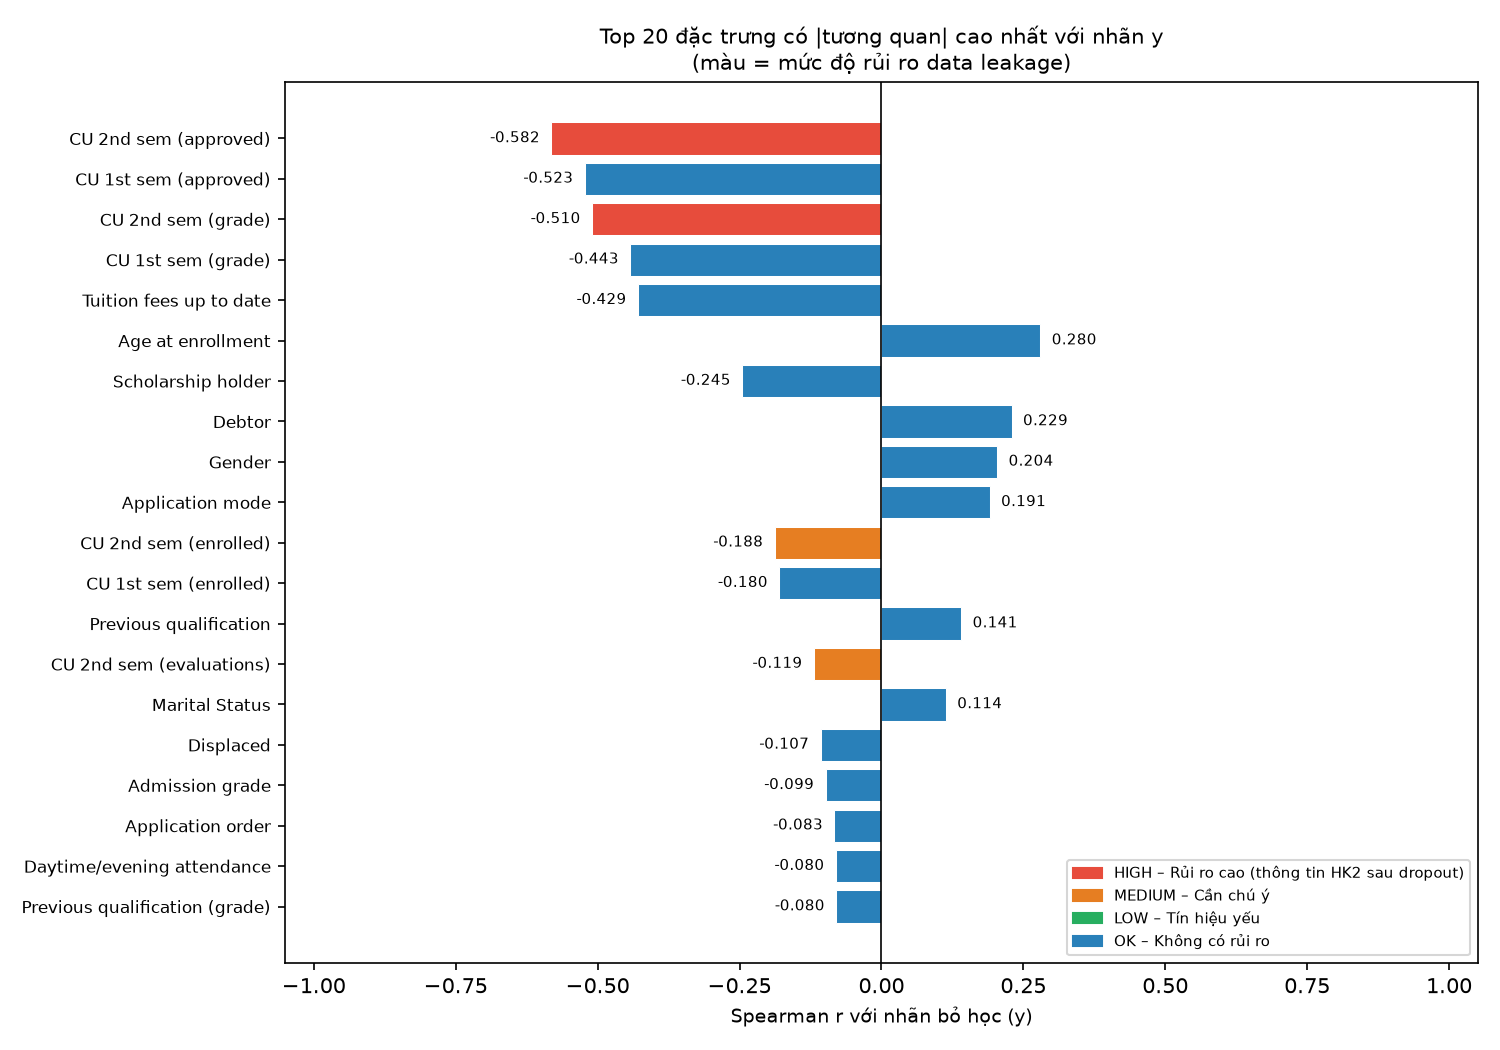 Top 20 đặc trưng có |tương quan| cao nhất với nhãn y
(màu = mức độ rủi ro data leakage)
CU 2nd sem (approved) -0.582
CU 1st sem (approved) -0.523
CU 2nd sem (grade) -0.510
CU 1st sem (grade) -0.443
Tuition fees up to date -0.429
Age at enrollment 0.280
Scholarship holder -0.245
Debtor 0.229
Gender 0.204
Application mode 0.191
CU 2nd sem (enrolled) -0.188
CU 1st sem (enrolled) -0.180
Previous qualification 0.141
CU 2nd sem (evaluations) -0.119
Marital Status 0.114
Displaced -0.107
Admission grade -0.099
Application order -0.083
Daytime/evening attendance -0.080
Previous qualification (grade) -0.080
HIGH – Rủi ro cao (thông tin HK2 sau dropout)
MEDIUM – Cần chú ý
LOW – Tín hiệu yếu
OK – Không có rủi ro
−1.00 −0.75 −0.50 −0.25 0.00 0.25 0.50 0.75 1.00
Spearman r với nhãn bỏ học (y)